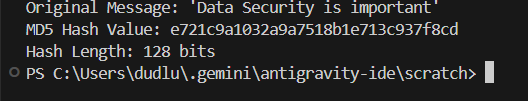 Original Message: 'Data Security is important'
MD5 Hash Value: e721c9a1032a9a7518b1e713c937f8cd
Hash Length: 128 bits
PS C:\Users\dudlu\.gemini\antigravity-ide\scratch>